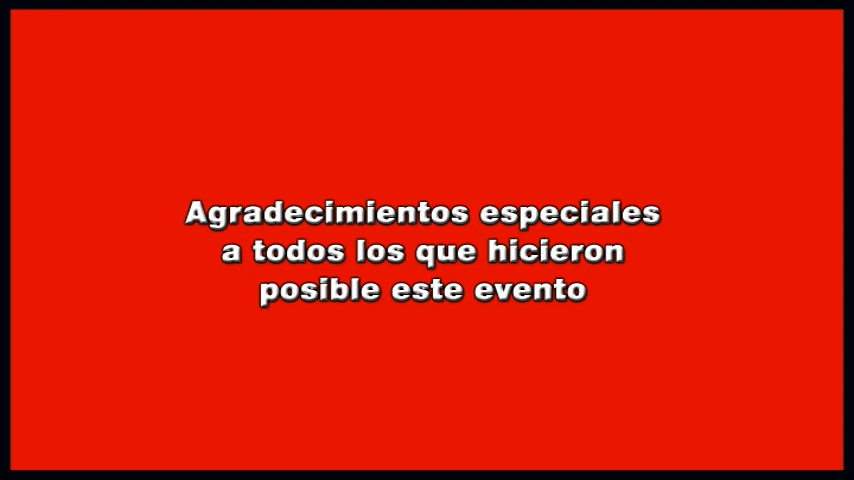 Agradecimientos especiales
a todos los que hicieron
posible este evento